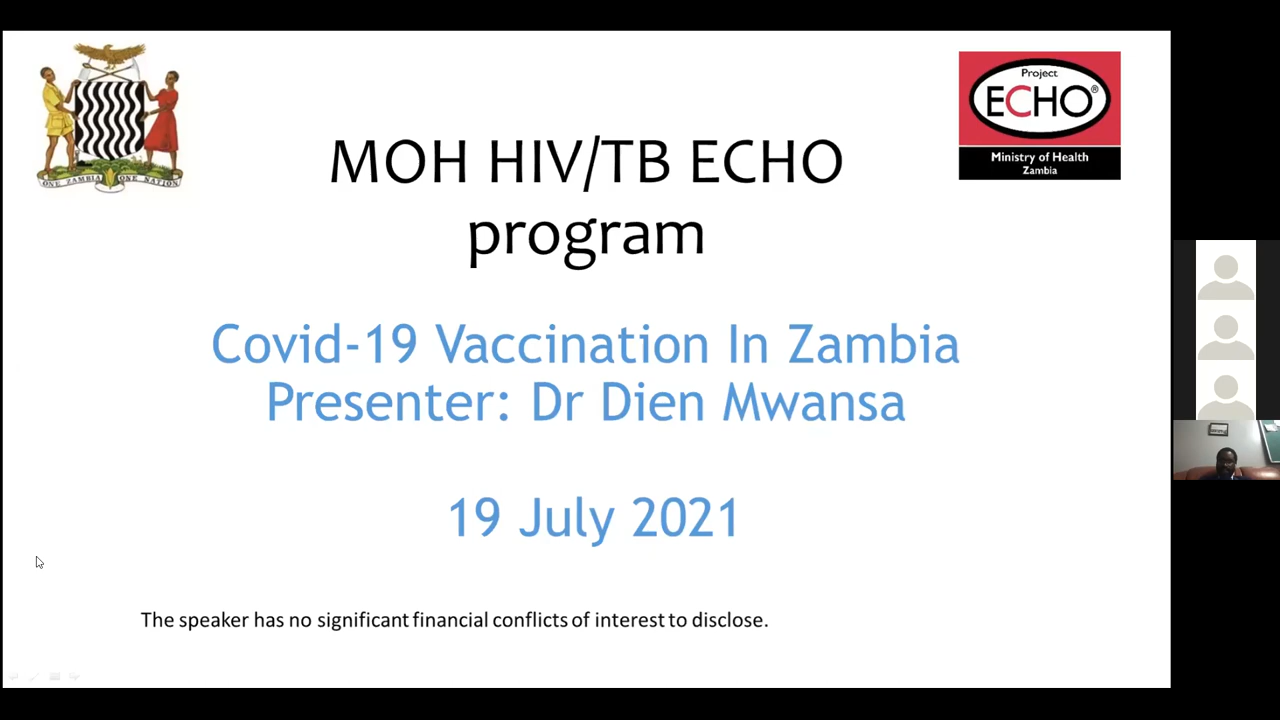 Project
ECHO®
Ministry of Health
Zambia
ONE ZAMBIA ONE NATION
MOH HIV/TB ECHO
program
Covid-19 Vaccination In Zambia
Presenter: Dr Dien Mwansa
19 July 2021
The speaker has no significant financial conflicts of interest to disclose.